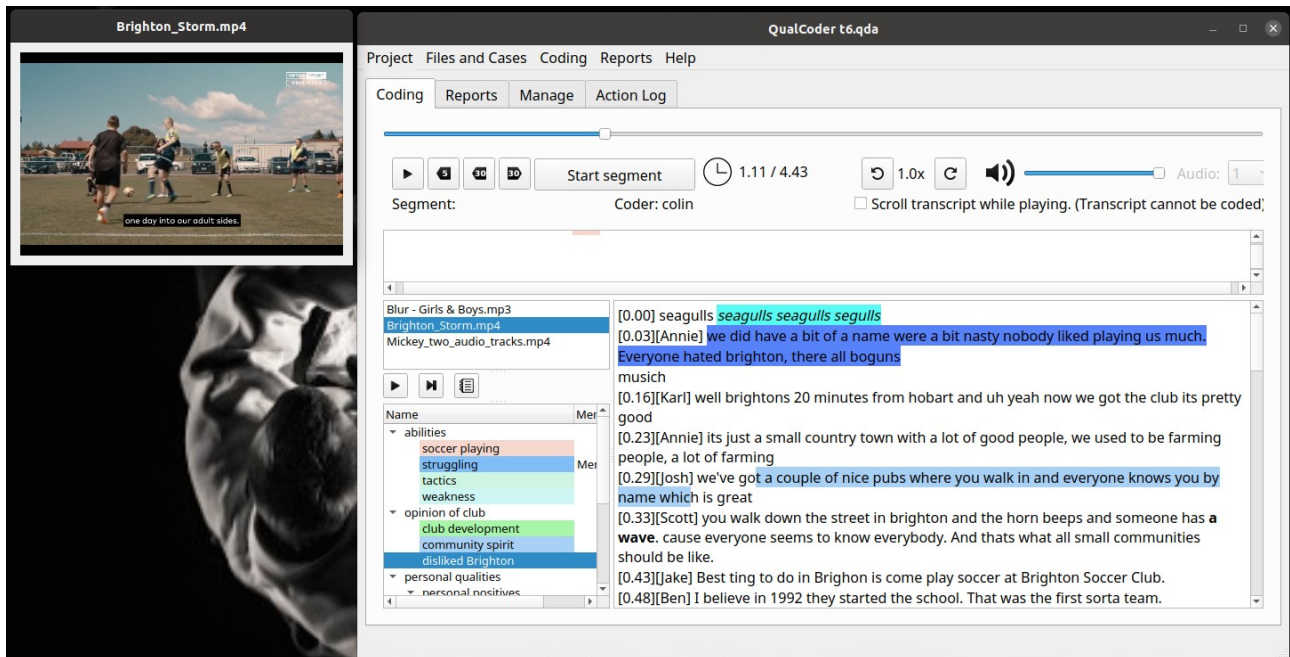 Brighton_Storm.mp4
one day into our adult sides.
QualCoder t6.qda
Project Files and Cases Coding Reports Help
Coding Reports Manage Action Log
5 30 30 Start segment 1.11 / 4.43 1.0x Audio: 1
Segment: Coder: colin Scroll transcript while playing. (Transcript cannot be coded)
Blur - Girls & Boys.mp3
Brighton_Storm.mp4
Mickey_two_audio_tracks.mp4
Name Mer
abilities
soccer playing
struggling Mer
tactics
weakness
opinion of club
club development
community spirit
disliked Brighton
personal qualities
personal positives
[0.00] seagulls seagulls seagulls segulls
[0.03][Annie] we did have a bit of a name were a bit nasty nobody liked playing us much.
Everyone hated brighton, there all boguns
musich
[0.16][Karl] well brightons 20 minutes from hobart and uh yeah now we got the club its pretty
good
[0.23][Annie] its just a small country town with a lot of good people, we used to be farming
people, a lot of farming
[0.29][Josh] we've got a couple of nice pubs where you walk in and everyone knows you by
name which is great
[0.33][Scott] you walk down the street in brighton and the horn beeps and someone has a
wave. cause everyone seems to know everybody. And thats what all small communities
should be like.
[0.43][Jake] Best ting to do in Brighon is come play soccer at Brighton Soccer Club.
[0.48][Ben] I believe in 1992 they started the school. That was the first sorta team.